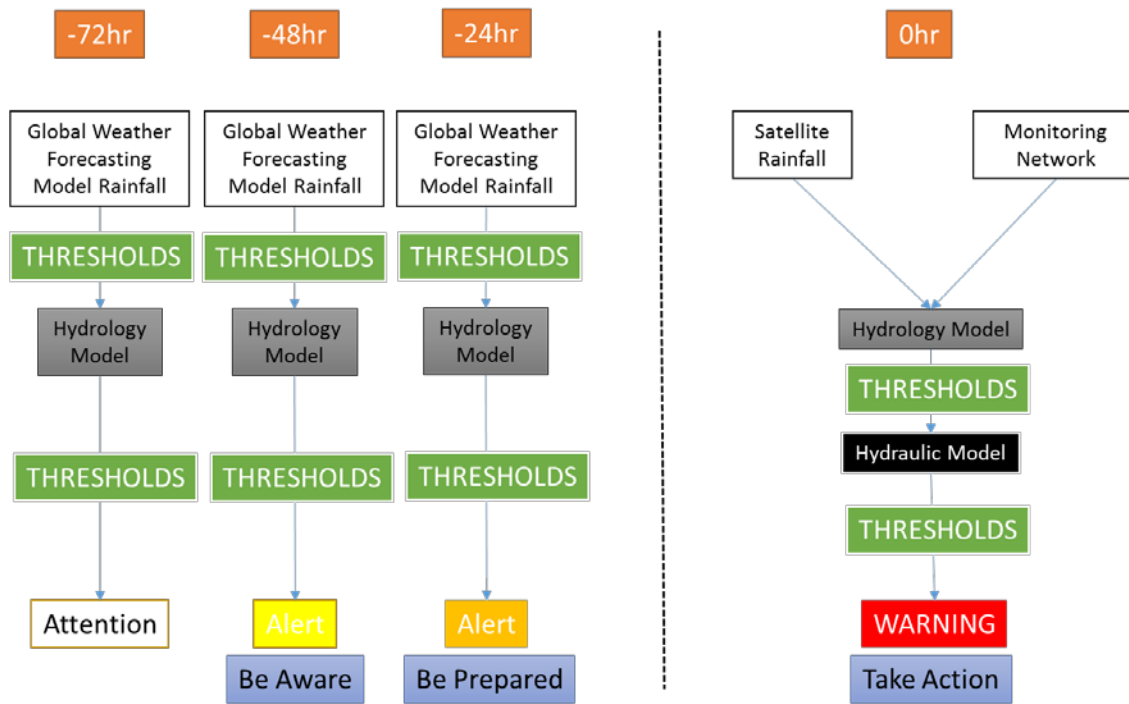 -72hr
-48hr
-24hr
0hr
Global Weather
Forecasting
Model Rainfall
Global Weather
Forecasting
Model Rainfall
Global Weather
Forecasting
Model Rainfall
Satellite
Rainfall
Monitoring
Network
THRESHOLDS
THRESHOLDS
THRESHOLDS
Hydrology
Model
Hydrology
Model
Hydrology
Model
Hydrology Model
THRESHOLDS
Hydraulic Model
THRESHOLDS
THRESHOLDS
THRESHOLDS
THRESHOLDS
Attention
Alert
Alert
WARNING
Be Aware
Be Prepared
Take Action